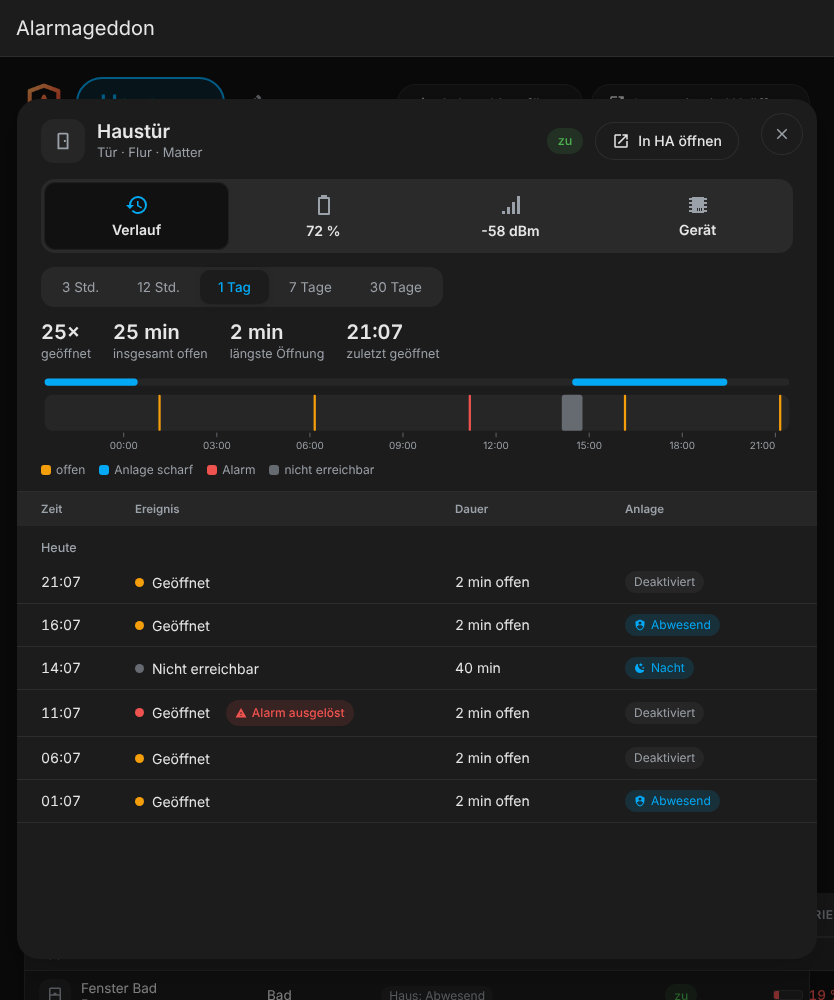 Alarmageddon
Haustür
Tür · Flur · Matter
zu
In HA öffnen
Verlauf
72 %
-58 dBm
Gerät
3 Std.
12 Std.
1 Tag
7 Tage
30 Tage
25×
geöffnet
25 min
insgesamt offen
2 min
längste Öffnung
21:07
zuletzt geöffnet
00:00 03:00 06:00 09:00 12:00 15:00 18:00 21:00
offen Anlage scharf Alarm nicht erreichbar
Zeit Ereignis Dauer Anlage
Heute
21:07 Geöffnet 2 min offen Deaktiviert
16:07 Geöffnet 2 min offen Abwesend
14:07 Nicht erreichbar 40 min Nacht
11:07 Geöffnet Alarm ausgelöst 2 min offen Deaktiviert
06:07 Geöffnet 2 min offen Deaktiviert
01:07 Geöffnet 2 min offen Abwesend
RIE
Fenster Bad Bad Haus: Abwesend zu 19